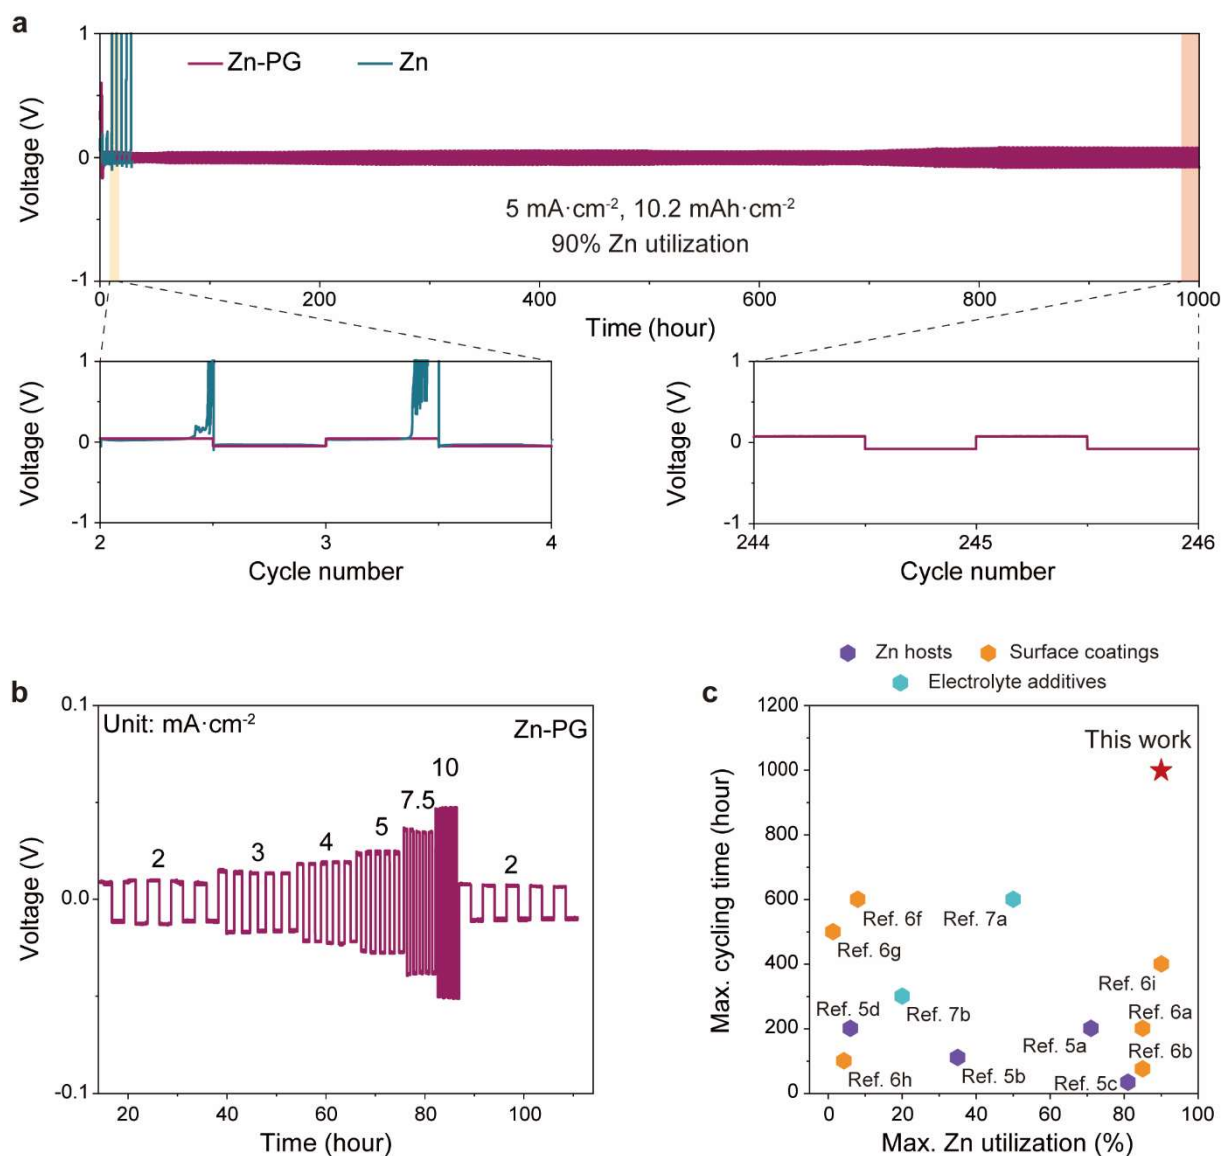 a
Zn-PG
Zn
1
0
-1
Voltage (V)
5 mA·cm⁻², 10.2 mAh·cm⁻²
90% Zn utilization
0
200
400
600
800
1000
Time (hour)
1
0
-1
Voltage (V)
2
3
4
Cycle number
1
0
-1
Voltage (V)
244
245
246
Cycle number
b
Unit: mA·cm⁻²
Zn-PG
0.1
0.0
-0.1
Voltage (V)
2
3
4
5
7.5
10
2
20
40
60
80
100
Time (hour)
Zn hosts
Surface coatings
Electrolyte additives
c
1200
1000
800
600
400
200
0
Max. cycling time (hour)
This work
Ref. 6f
Ref. 7a
Ref. 6g
Ref. 6i
Ref. 5d
Ref. 7b
Ref. 6a
Ref. 5a
Ref. 6b
Ref. 6h
Ref. 5b
Ref. 5c
0
20
40
60
80
100
Max. Zn utilization (%)